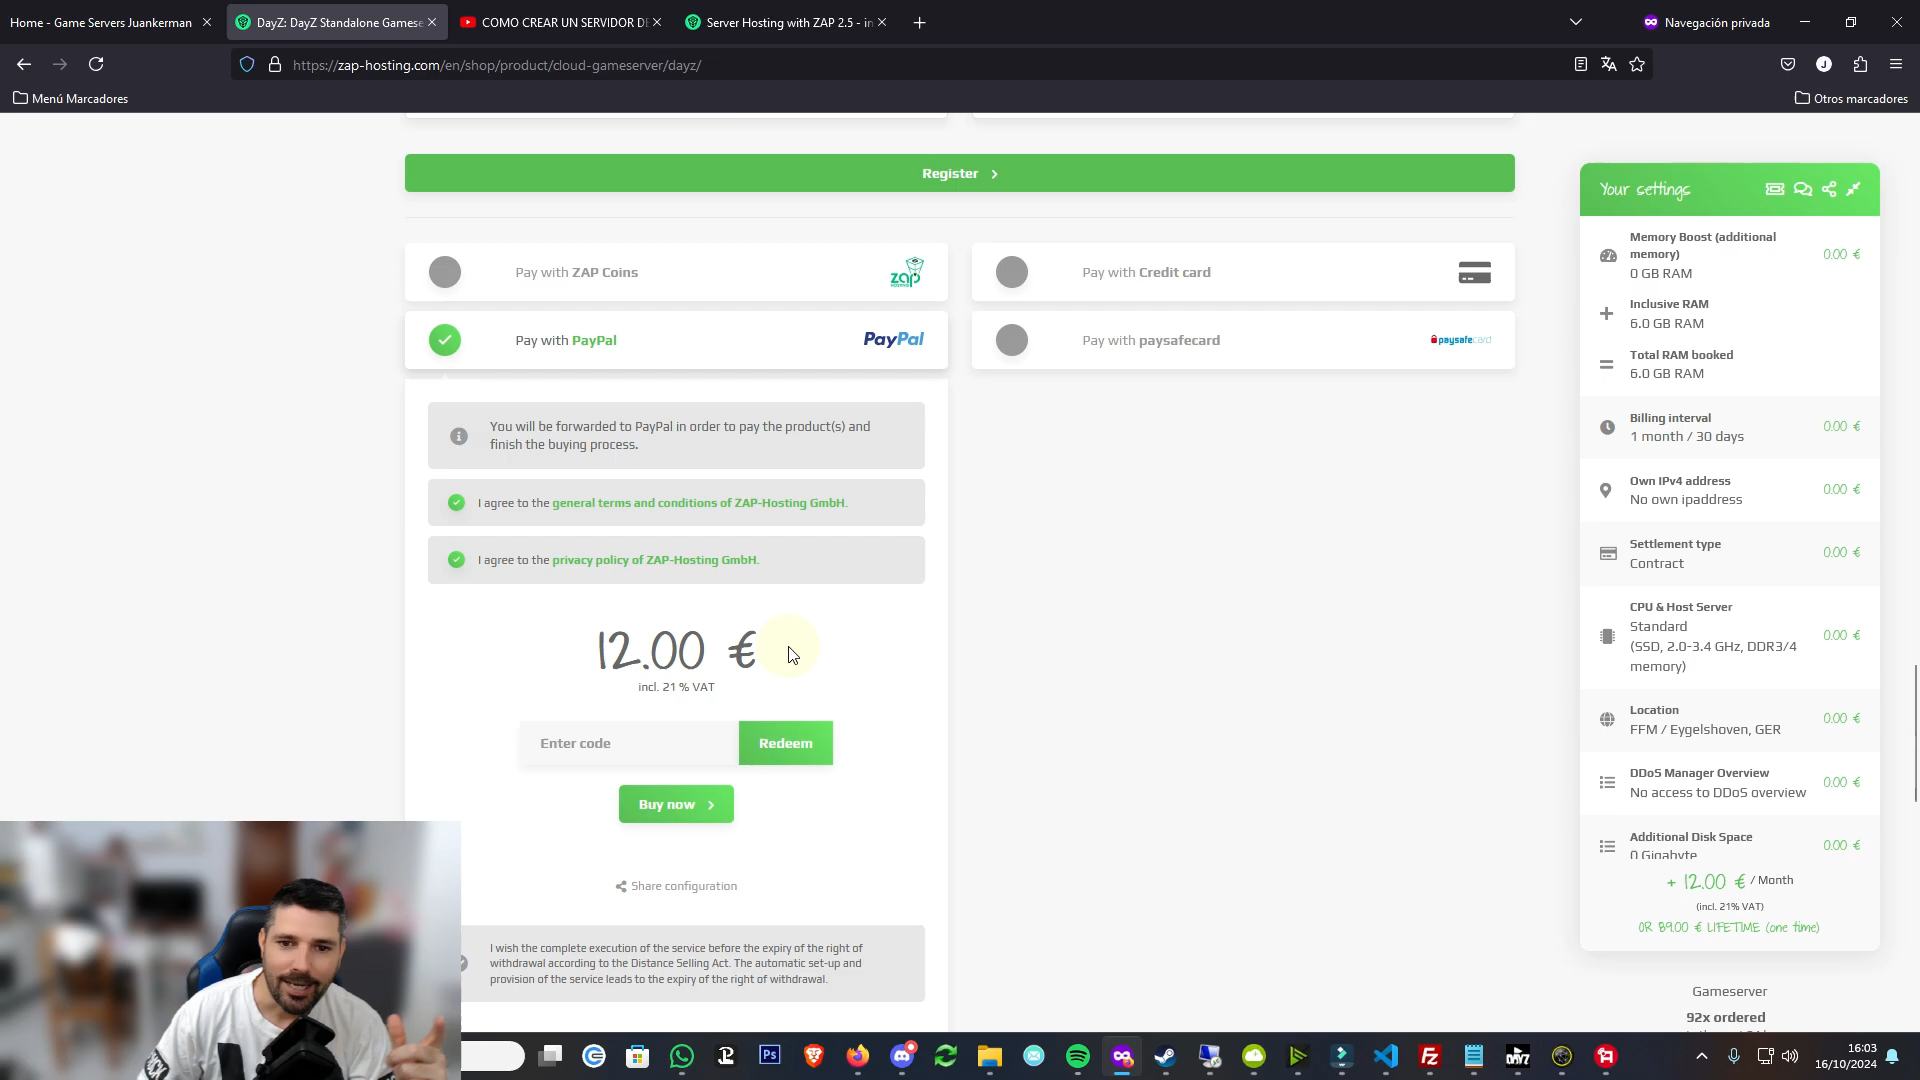 Home - Game Servers Juankerman
DayZ: DayZ Standalone Gamese
COMO CREAR UN SERVIDOR DE
Server Hosting with ZAP 2.5 - in
Navegación privada
https://zap-hosting.com/en/shop/product/cloud-gameserver/dayz/
J
Menú Marcadores
Otros marcadores
Register
Pay with ZAP Coins
zap
Pay with Credit card
Pay with PayPal
PayPal
Pay with paysafecard
paysafecard
You will be forwarded to PayPal in order to pay the product(s) and
finish the buying process.
I agree to the general terms and conditions of ZAP-Hosting GmbH.
I agree to the privacy policy of ZAP-Hosting GmbH.
12.00 €
incl. 21 % VAT
Enter code
Redeem
Buy now
Share configuration
I wish the complete execution of the service before the expiry of the right of
withdrawal according to the Distance Selling Act. The automatic set-up and
provision of the service leads to the expiry of the right of withdrawal.
Your settings
Memory Boost (additional
memory)
0 GB RAM
0.00 €
Inclusive RAM
6.0 GB RAM
Total RAM booked
6.0 GB RAM
Billing interval
1 month / 30 days
0.00 €
Own IPv4 address
No own ipaddress
0.00 €
Settlement type
Contract
0.00 €
CPU & Host Server
Standard
(SSD, 2.0-3.4 GHz, DDR3/4
memory)
0.00 €
Location
FFM / Eygelshoven, GER
0.00 €
DDoS Manager Overview
No access to DDoS overview
0.00 €
Additional Disk Space
0 Gigabyte
0.00 €
+ 12.00 € / Month
(incl. 21% VAT)
OR 89.00 € LIFETIME (one time)
Gameserver
92x ordered
Ps
FZ
DAYZ
16:03
16/10/2024